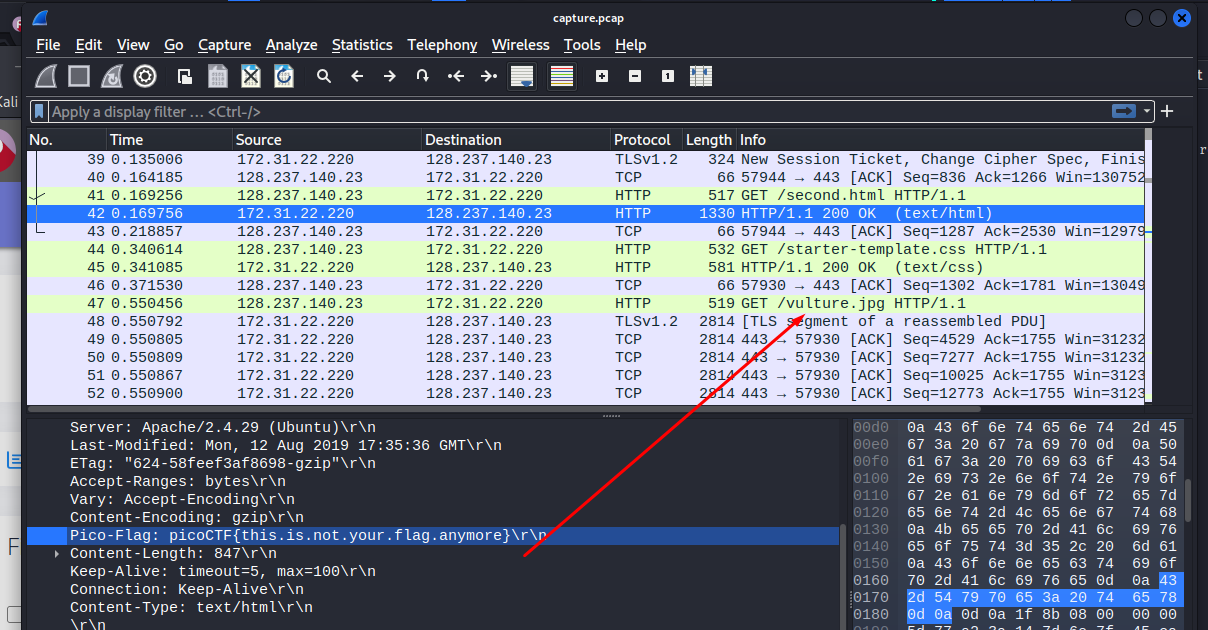 capture.pcap
File Edit View Go Capture Analyze Statistics Telephony Wireless Tools Help
Kali
Apply a display filter … <Ctrl-/>
No. Time Source Destination Protocol Length Info
39 0.135006 172.31.22.220 128.237.140.23 TLSv1.2 324 New Session Ticket, Change Cipher Spec, Finis
40 0.164185 128.237.140.23 172.31.22.220 TCP 66 57944 → 443 [ACK] Seq=836 Ack=1266 Win=130752
41 0.169256 128.237.140.23 172.31.22.220 HTTP 517 GET /second.html HTTP/1.1
42 0.169756 172.31.22.220 128.237.140.23 HTTP 1330 HTTP/1.1 200 OK (text/html)
43 0.218857 128.237.140.23 172.31.22.220 TCP 66 57944 → 443 [ACK] Seq=1287 Ack=2530 Win=12979
44 0.340614 128.237.140.23 172.31.22.220 HTTP 532 GET /starter-template.css HTTP/1.1
45 0.341085 172.31.22.220 128.237.140.23 HTTP 581 HTTP/1.1 200 OK (text/css)
46 0.371530 128.237.140.23 172.31.22.220 TCP 66 57930 → 443 [ACK] Seq=1302 Ack=1781 Win=13049
47 0.550456 128.237.140.23 172.31.22.220 HTTP 519 GET /vulture.jpg HTTP/1.1
48 0.550792 172.31.22.220 128.237.140.23 TLSv1.2 2814 [TLS segment of a reassembled PDU]
49 0.550805 172.31.22.220 128.237.140.23 TCP 2814 443 → 57930 [ACK] Seq=4529 Ack=1755 Win=31232
50 0.550809 172.31.22.220 128.237.140.23 TCP 2814 443 → 57930 [ACK] Seq=7277 Ack=1755 Win=31232
51 0.550867 172.31.22.220 128.237.140.23 TCP 2814 443 → 57930 [ACK] Seq=10025 Ack=1755 Win=3123
52 0.550900 172.31.22.220 128.237.140.23 TCP 2814 443 → 57930 [ACK] Seq=12773 Ack=1755 Win=3123
Server: Apache/2.4.29 (Ubuntu)\r\n
Last-Modified: Mon, 12 Aug 2019 17:35:36 GMT\r\n
ETag: "624-58feef3af8698-gzip"\r\n
Accept-Ranges: bytes\r\n
Vary: Accept-Encoding\r\n
Content-Encoding: gzip\r\n
Pico-Flag: picoCTF{this.is.not.your.flag.anymore}\r\n
Content-Length: 847\r\n
Keep-Alive: timeout=5, max=100\r\n
Connection: Keep-Alive\r\n
Content-Type: text/html\r\n
\r\n
00d0 0a 43 6f 6e 74 65 6e 74 2d 45
00e0 67 3a 20 67 7a 69 70 0d 0a 50
00f0 61 67 3a 20 70 69 63 6f 43 54
0100 2e 69 73 2e 6e 6f 74 2e 79 6f
0110 67 2e 61 6e 79 6d 6f 72 65 7d
0120 65 6e 74 2d 4c 65 6e 67 74 68
0130 0a 4b 65 65 70 2d 41 6c 69 76
0140 65 6f 75 74 3d 35 2c 20 6d 61
0150 0a 43 6f 6e 6e 65 63 74 69 6f
0160 70 2d 41 6c 69 76 65 0d 0a 43
0170 2d 54 79 70 65 3a 20 74 65 78
0180 0d 0a 0d 0a 1f 8b 08 00 00 00